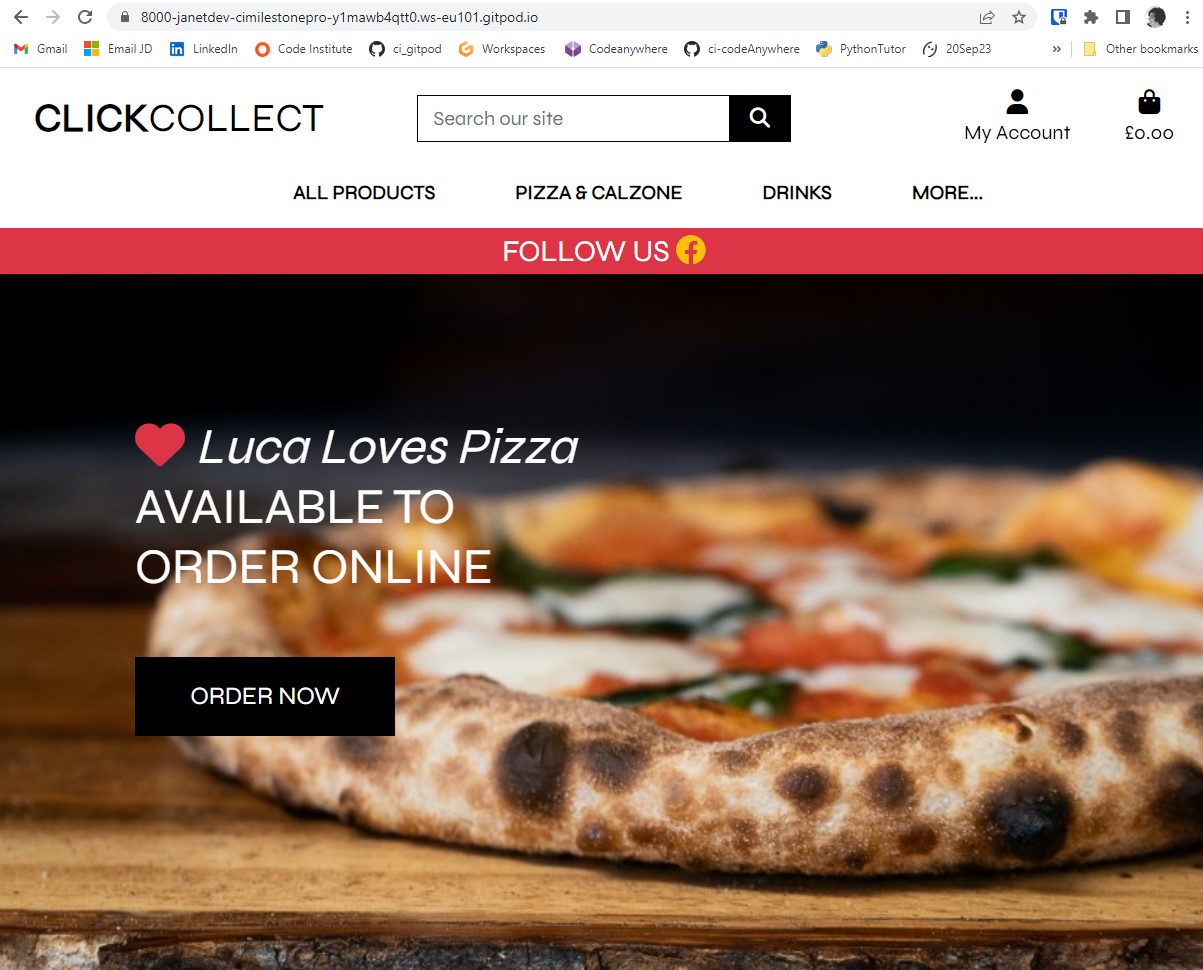 8000-janetdev-cimilestonepro-y1mawb4qtt0.ws-eu101.gitpod.io
Gmail Email JD LinkedIn Code Institute ci_gitpod Workspaces Codeanywhere ci-codeAnywhere PythonTutor 20Sep23 » Other bookmarks
CLICKCOLLECT
Search our site
My Account
£0.00
ALL PRODUCTS PIZZA & CALZONE DRINKS MORE...
FOLLOW US
Luca Loves Pizza
AVAILABLE TO
ORDER ONLINE
ORDER NOW